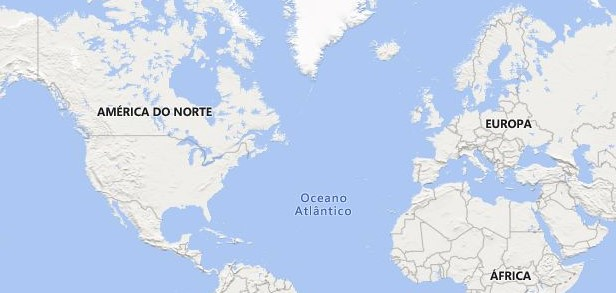 AMÉRICA DO NORTE
EUROPA
Oceano
Atlântico
ÁFRICA